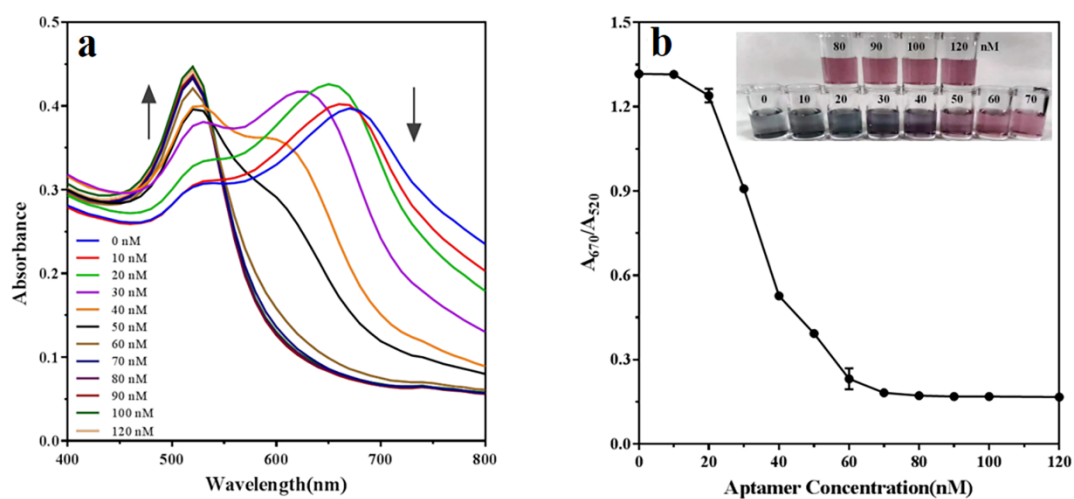 a
0.5
0.4
0.3
0.2
0.1
0.0
Absorbance
0 nM
10 nM
20 nM
30 nM
40 nM
50 nM
60 nM
70 nM
80 nM
90 nM
100 nM
120 nM
400 500 600 700 800
Wavelength(nm)
b
1.5
1.2
0.9
0.6
0.3
0.0
A670/A520
80 90 100 120 nM
0 10 20 30 40 50 60 70
0 20 40 60 80 100 120
Aptamer Concentration(nM)